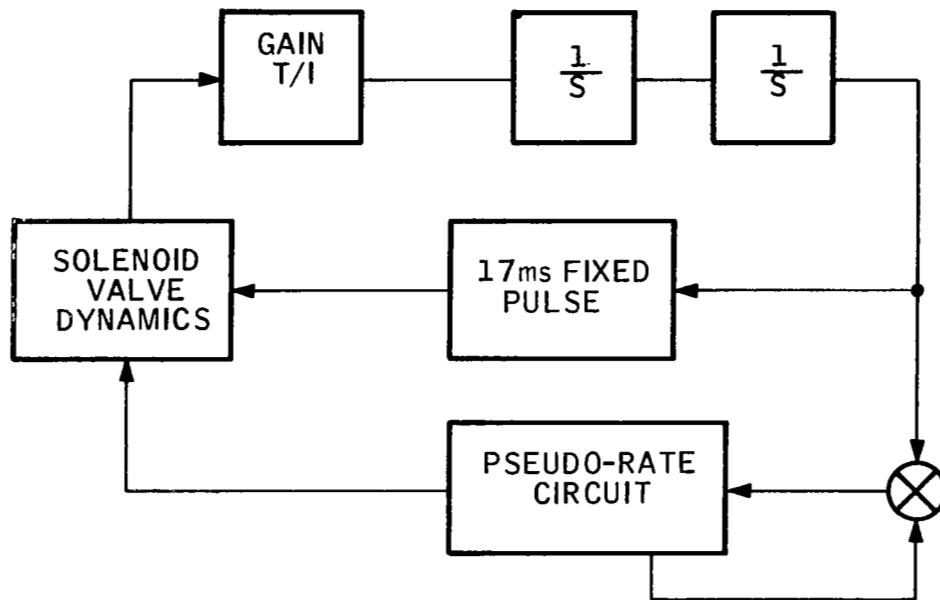 GAIN
T/I
1
S
1
S
SOLENOID
VALVE
DYNAMICS
17ms FIXED
PULSE
PSEUDO-RATE
CIRCUIT